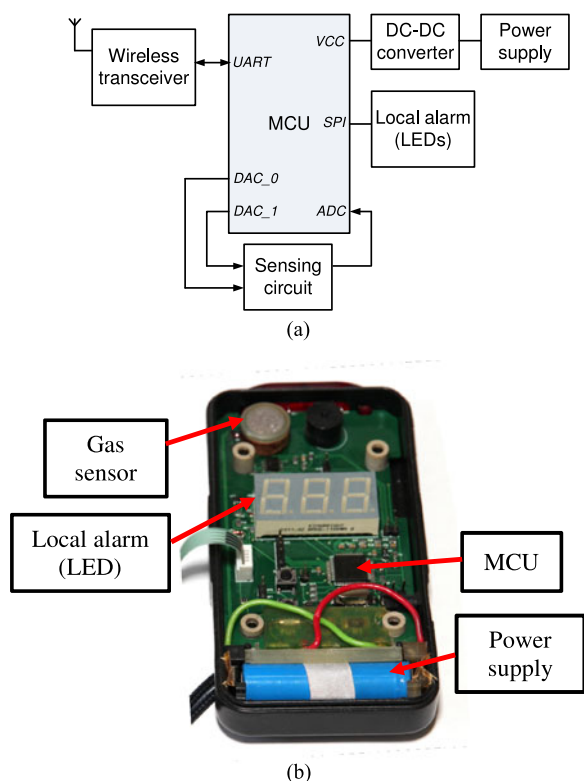 Wireless
transceiver
UART
VCC
DC-DC
converter
Power
supply
MCU
SPI
Local alarm
(LEDs)
DAC_0
DAC_1
ADC
Sensing
circuit
(a)
Gas
sensor
Local alarm
(LED)
MCU
Power
supply
(b)